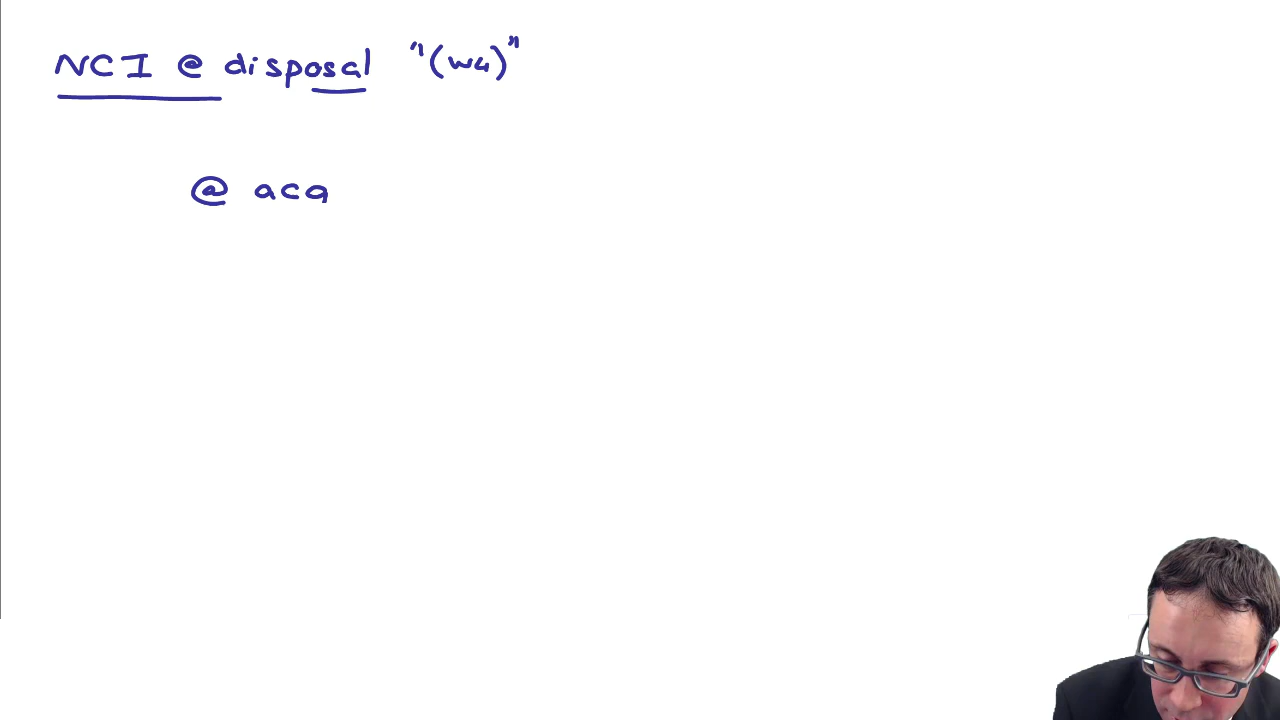 NCI @ disposal "(W4)"
@ acq